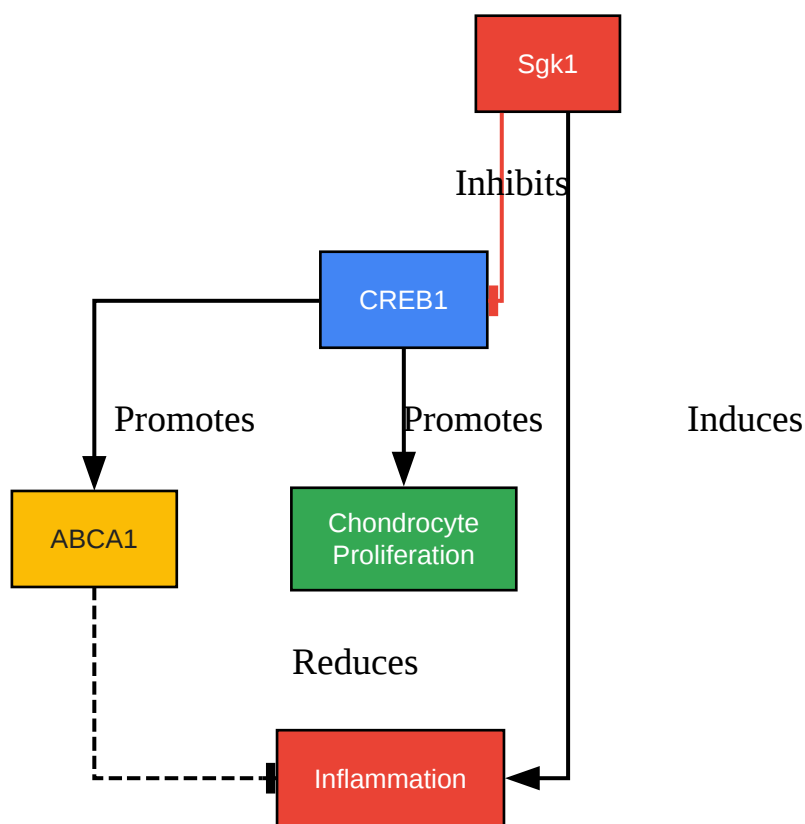 Sgk1
Inhibits
CREB1
Promotes
Promotes
Induces
ABCA1
Chondrocyte
Proliferation
Reduces
Inflammation